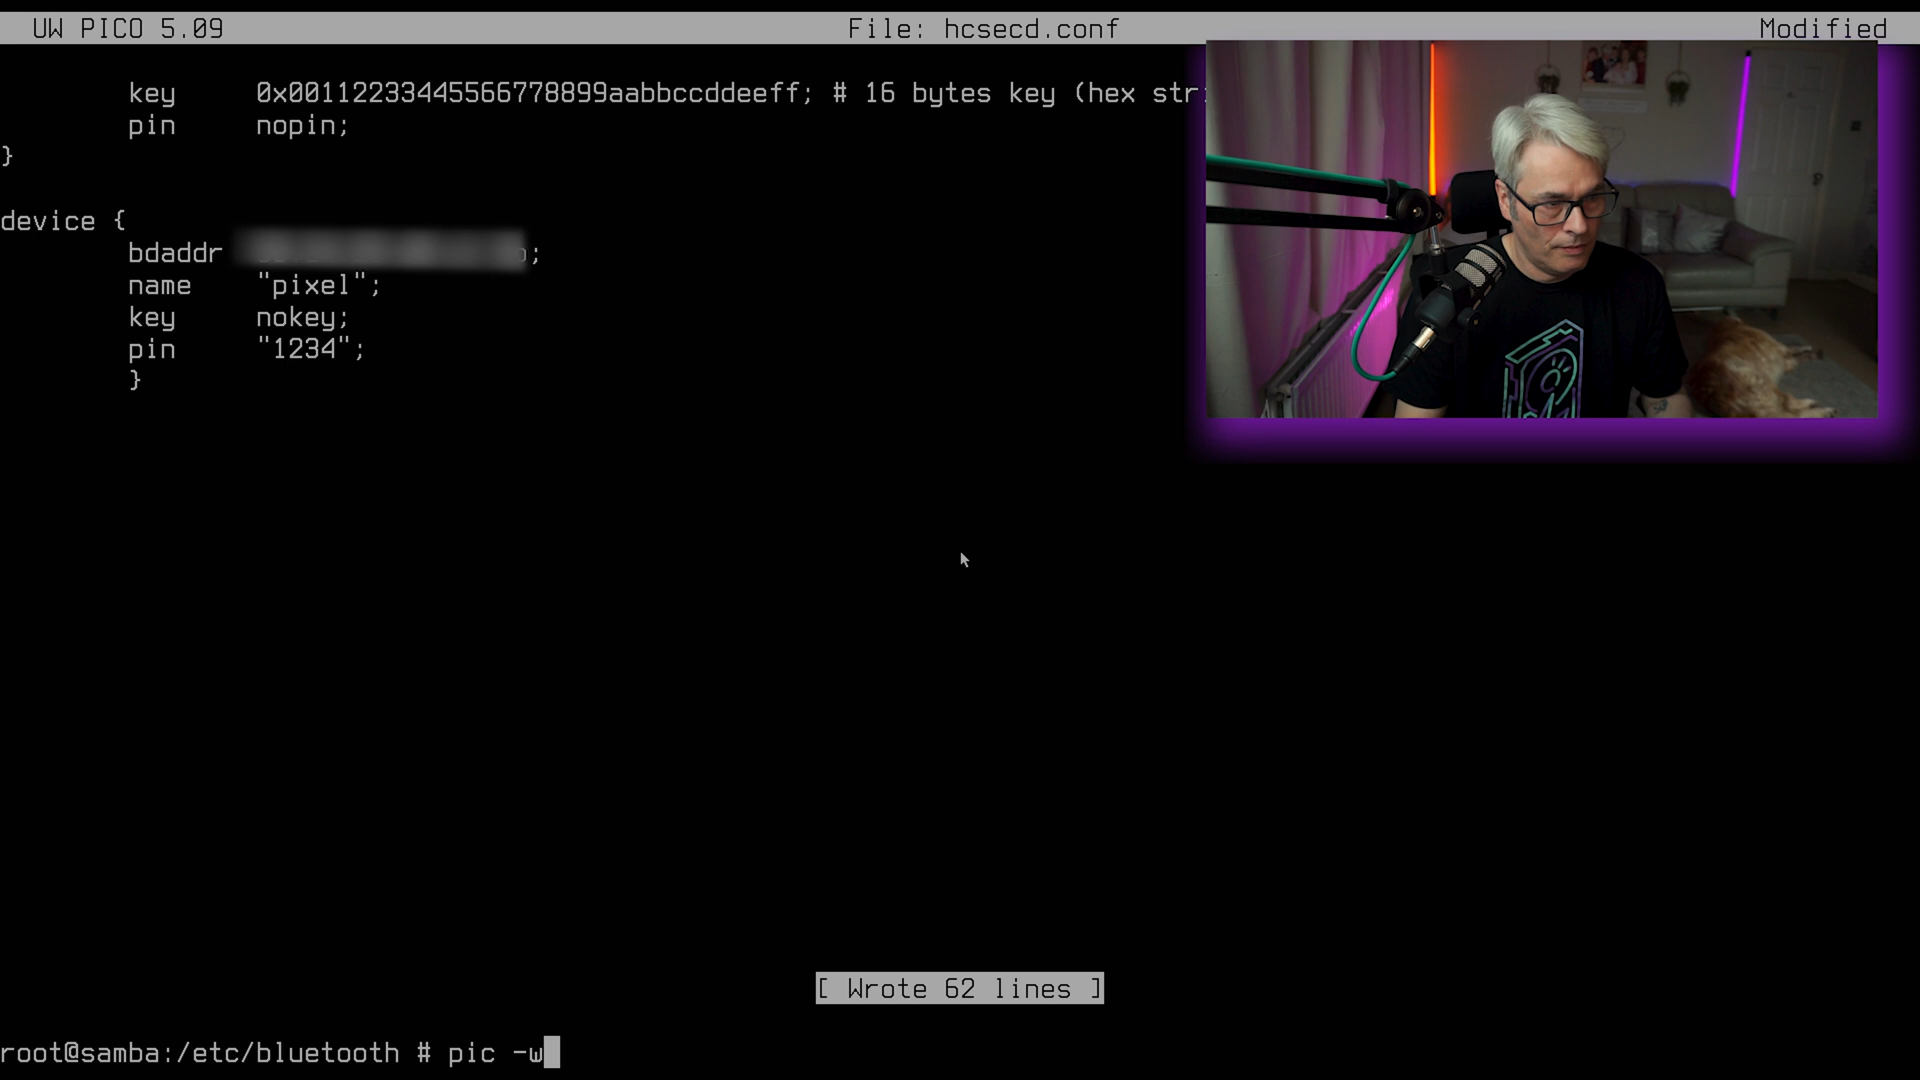 UW PICO 5.09 File: hcsecd.conf Modified
key 0x00112233445566778899aabbccddeeff; # 16 bytes key (hex str
pin nopin;
}
device {
bdaddr ;
name "pixel";
key nokey;
pin "1234";
}
[ Wrote 62 lines ]
root@samba:/etc/bluetooth # pic -w